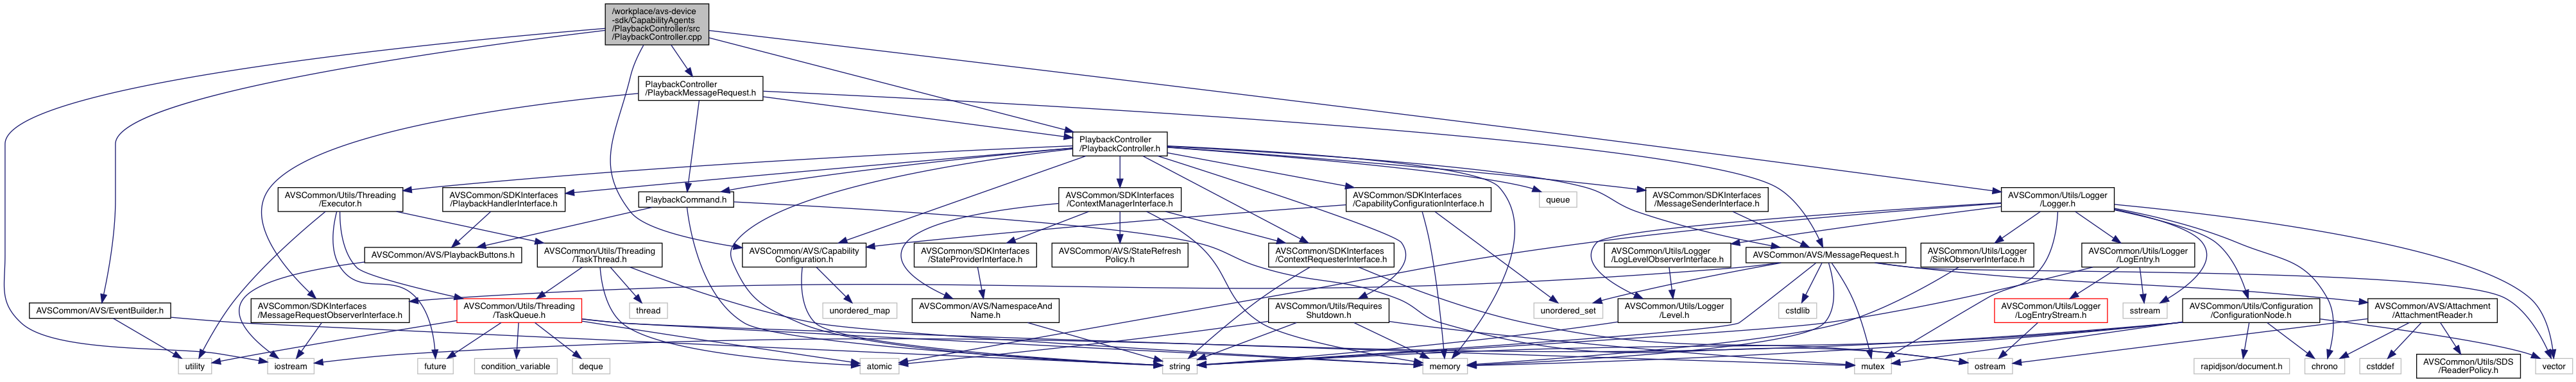 /workplace/avs-device
-sdk/CapabilityAgents
/PlaybackController/src
/PlaybackController.cpp
PlaybackController
/PlaybackMessageRequest.h
PlaybackController
/PlaybackController.h
AVSCommon/Utils/Threading
/Executor.h
AVSCommon/SDKInterfaces
/PlaybackHandlerInterface.h
PlaybackCommand.h
AVSCommon/SDKInterfaces
/ContextManagerInterface.h
AVSCommon/SDKInterfaces
/CapabilityConfigurationInterface.h
queue
AVSCommon/SDKInterfaces
/MessageSenderInterface.h
AVSCommon/Utils/Logger
/Logger.h
AVSCommon/AVS/PlaybackButtons.h
AVSCommon/Utils/Threading
/TaskThread.h
AVSCommon/AVS/Capability
Configuration.h
AVSCommon/SDKInterfaces
/StateProviderInterface.h
AVSCommon/AVS/StateRefresh
Policy.h
AVSCommon/SDKInterfaces
/ContextRequesterInterface.h
AVSCommon/Utils/Logger
/LogLevelObserverInterface.h
AVSCommon/AVS/MessageRequest.h
AVSCommon/Utils/Logger
/SinkObserverInterface.h
AVSCommon/Utils/Logger
/LogEntry.h
AVSCommon/AVS/EventBuilder.h
AVSCommon/SDKInterfaces
/MessageRequestObserverInterface.h
AVSCommon/Utils/Threading
/TaskQueue.h
thread
unordered_map
AVSCommon/AVS/NamespaceAnd
Name.h
AVSCommon/Utils/Requires
Shutdown.h
unordered_set
AVSCommon/Utils/Logger
/Level.h
cstdlib
AVSCommon/Utils/Logger
/LogEntryStream.h
sstream
AVSCommon/Utils/Configuration
/ConfigurationNode.h
AVSCommon/AVS/Attachment
/AttachmentReader.h
utility
iostream
future
condition_variable
deque
atomic
string
memory
mutex
ostream
rapidjson/document.h
chrono
cstddef
AVSCommon/Utils/SDS
/ReaderPolicy.h
vector